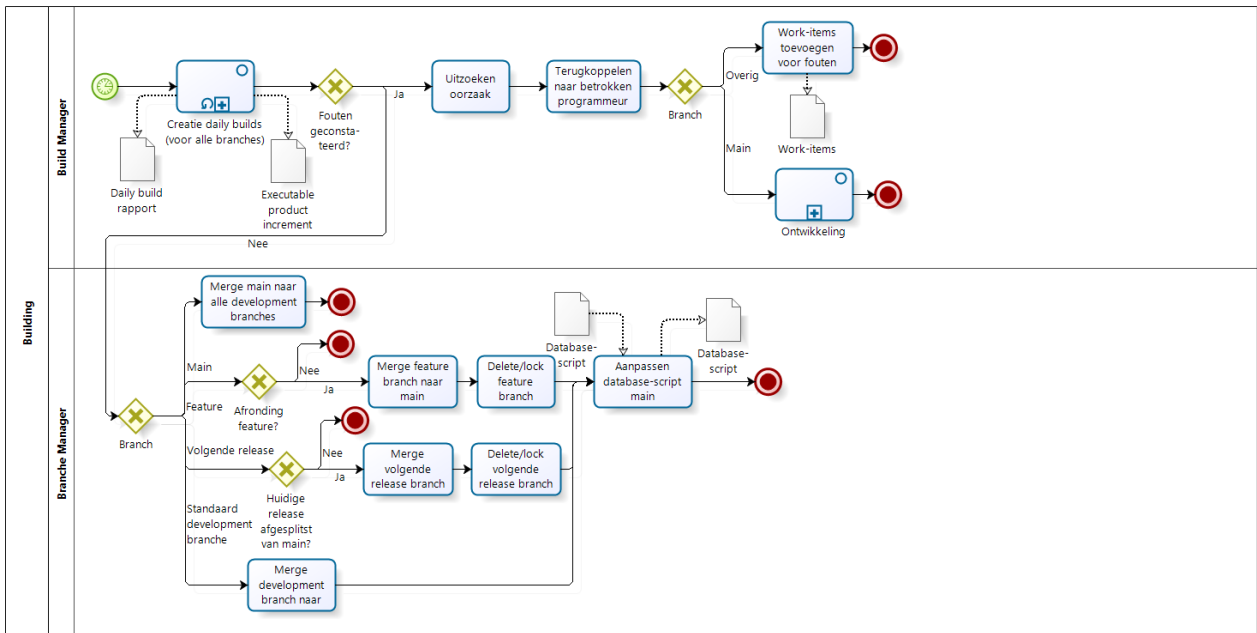 Building
Build Manager
Creatie daily builds
(voor alle branches)
Daily build
rapport
Executable
product
increment
Fouten
geconsta-
teerd?
Ja
Nee
Uitzoeken
oorzaak
Terugkoppelen
naar betrokken
programmeur
Branch
Overig
Main
Work-items
toevoegen
voor fouten
Work-items
Ontwikkeling
Branche Manager
Branch
Main
Feature
Volgende release
Standaard
development
branche
Merge main naar
alle development
branches
Afronding
feature?
Nee
Ja
Merge feature
branch naar
main
Delete/lock
feature
branch
Database-
script
Aanpassen
database-script
main
Database-
script
Huidige
release
afgesplitst
van main?
Nee
Ja
Merge
volgende
release branch
Delete/lock
volgende
release branch
Merge
development
branch naar